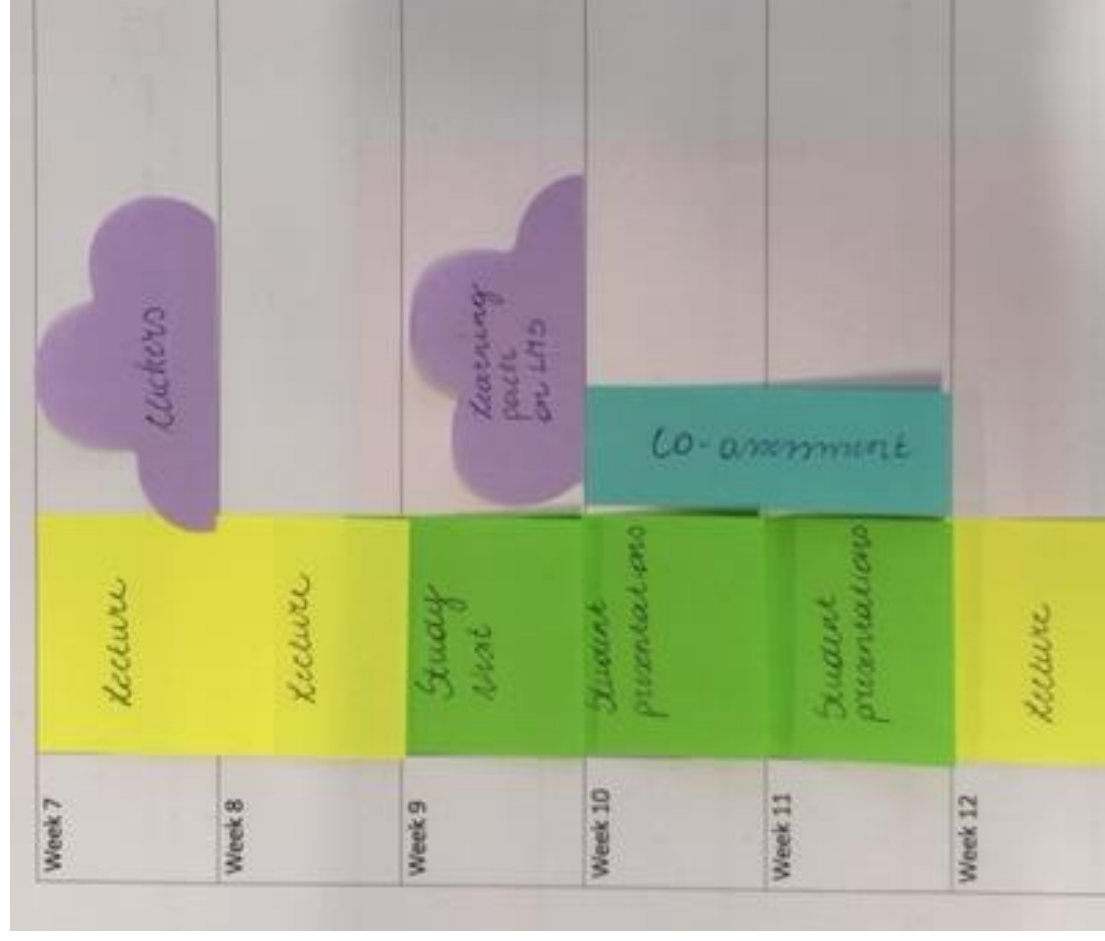 Week 7
Lecture
Clickers
Week 8
Lecture
Week 9
Study
Visit
Learning
path
on LMS
Week 10
Student
presentations
Co-assessment
Week 11
Student
presentations
Week 12
Lecture